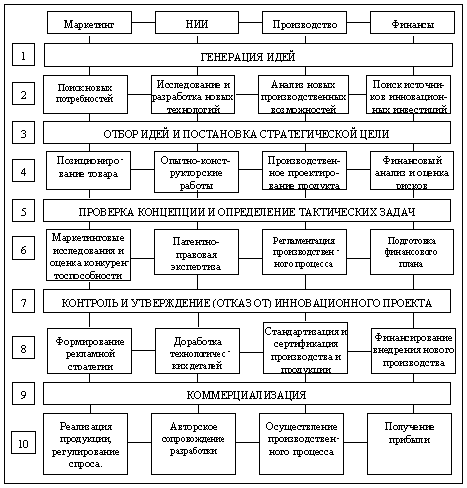 Маркетинг НИИ Производство Финансы
1 ГЕНЕРАЦИЯ ИДЕЙ
2
Поиск новых
потребностей
Исследование и
разработка новых
технологий
Анализ новых
производственных
возможностей
Поиск источни-
ков инновацион-
ных инвестиций
3 ОТБОР ИДЕЙ И ПОСТАНОВКА СТРАТЕГИЧЕСКОЙ ЦЕЛИ
4
Позициониро-
вание товара
Опытно-конст-
рукторские
работы
Производствен-
ное проектиро-
вание продукта
Финансовый
анализ и оценка
рисков
5 ПРОВЕРКА КОНЦЕПЦИИ И ОПРЕДЕЛЕНИЕ ТАКТИЧЕСКИХ ЗАДАЧ
6
Маркетинговые
исследования и
оценка конкурен-
тоспособности
Патентно-
правовая
экспертиза
Регламентация
производствен-
ного процесса
Подготовка
финансового
плана
7 КОНТРОЛЬ И УТВЕРЖДЕНИЕ (ОТКАЗ ОТ) ИННОВАЦИОННОГО ПРОЕКТА
8
Формирование
рекламной
стратегии
Доработка
технологичес-
ких деталей
Стандартизация и
сертификация
производства и
продукции
Финансирование
внедрения нового
производства
9 КОММЕРЦИАЛИЗАЦИЯ
10
Реализация
продукции,
регулирование
спроса.
Авторское
сопровождение
разработки
Осуществление
производствен-
ного процесса
Получение
прибыли